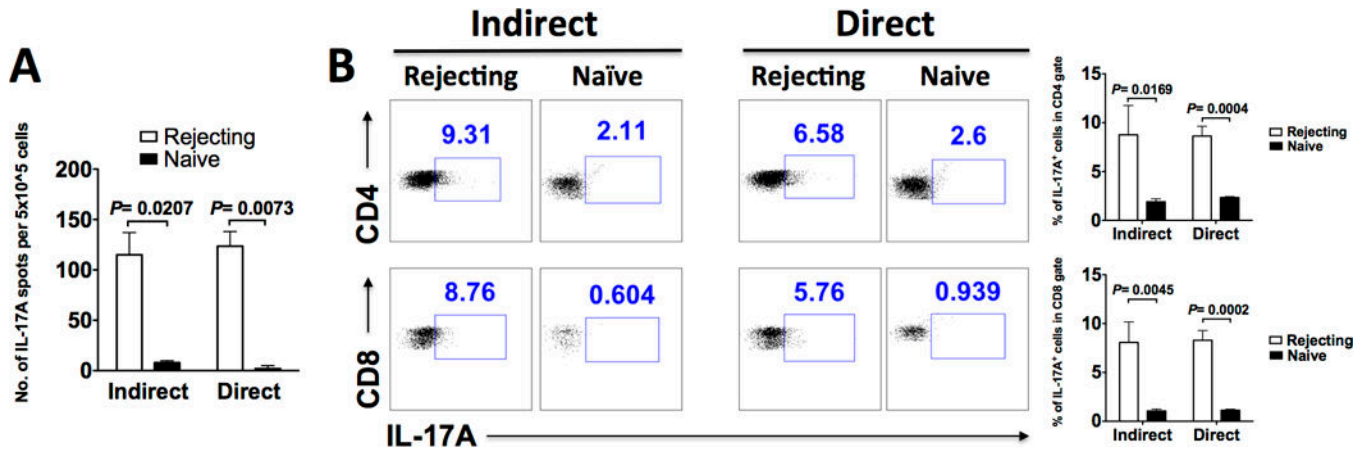 A
No. of IL-17A spots per 5x10^5 cells
Rejecting
Naive
200
150
100
50
0
P= 0.0207
P= 0.0073
Indirect
Direct
B
Indirect
Direct
Rejecting
Naïve
Rejecting
Naive
CD4
9.31
2.11
6.58
2.6
CD8
8.76
0.604
5.76
0.939
IL-17A
% of IL-17A+ cells in CD4 gate
15
10
5
0
P= 0.0169
P= 0.0004
Rejecting
Naive
Indirect
Direct
% of IL-17A+ cells in CD8 gate
15
10
5
0
P= 0.0045
P= 0.0002
Rejecting
Naive
Indirect
Direct